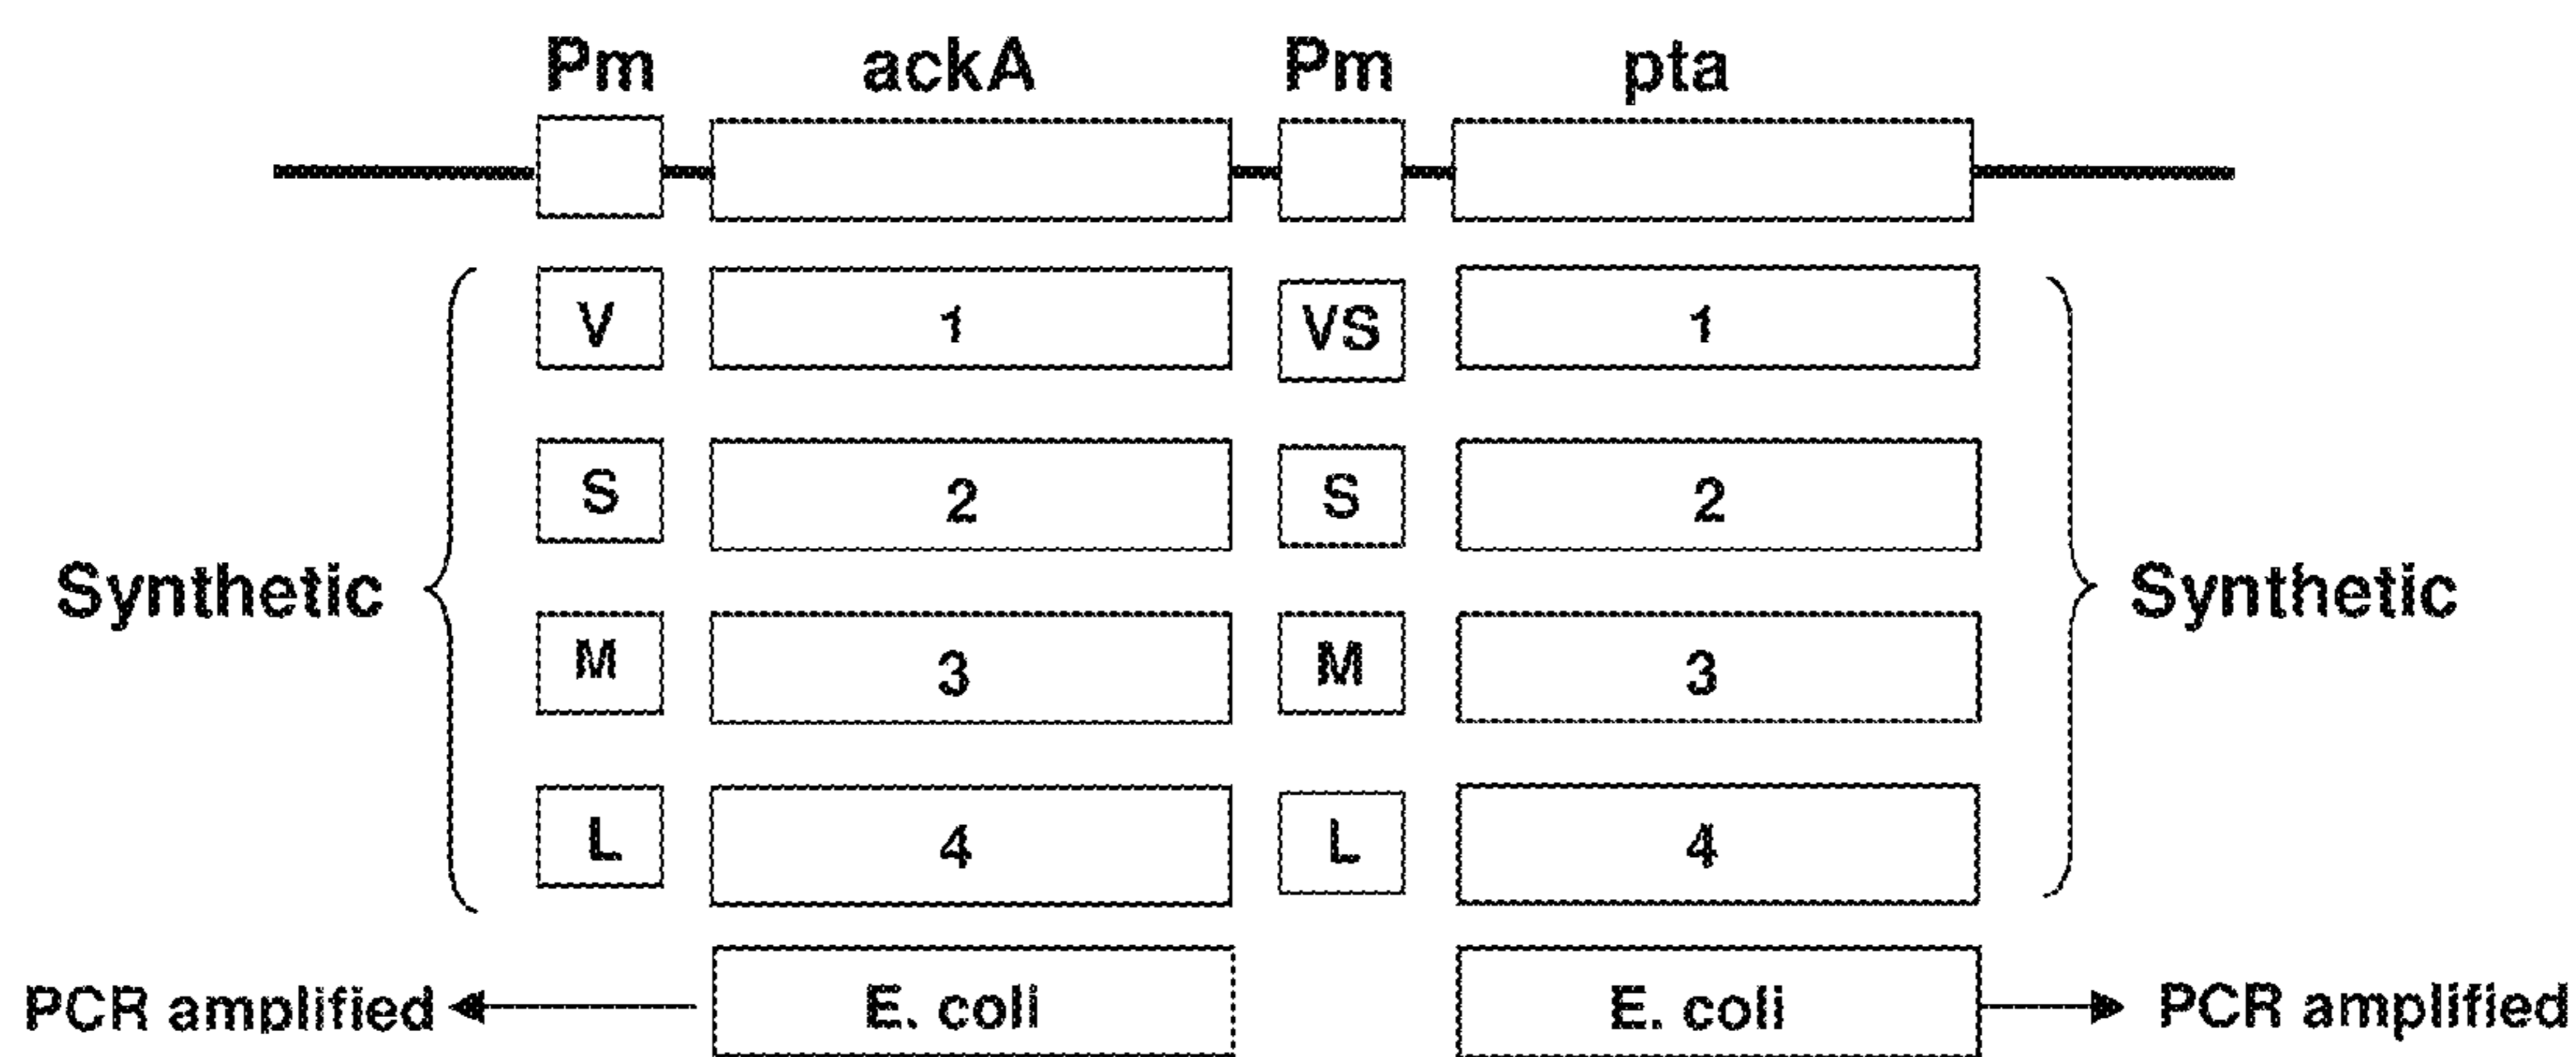 Pm ackA Pm pta
V 1 VS 1
S 2 S 2
Synthetic Synthetic
M 3 M 3
L 4 L 4
PCR amplified E. coli E. coli PCR amplified